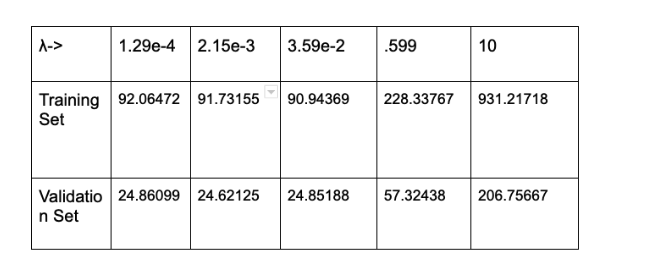 λ-> 1.29e-4 2.15e-3 3.59e-2 .599 10
Training 92.06472 91.73155 90.94369 228.33767 931.21718
Set
Validatio 24.86099 24.62125 24.85188 57.32438 206.75667
n Set